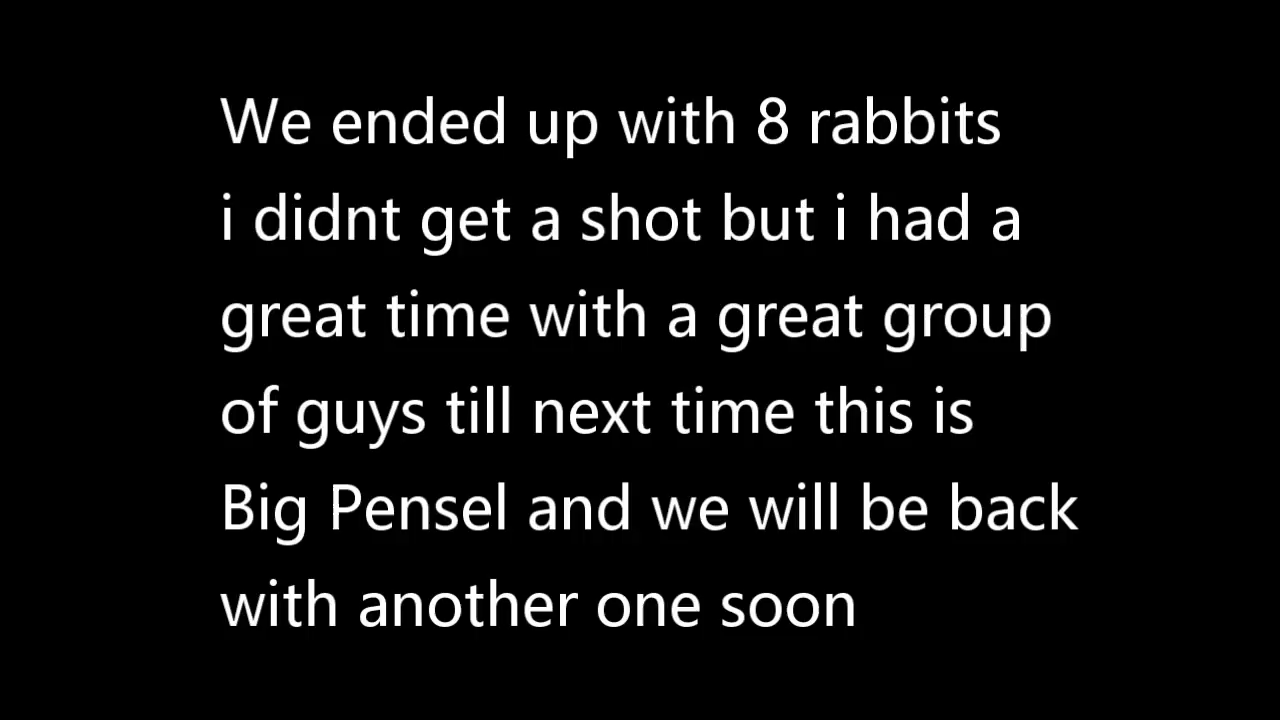 We ended up with 8 rabbits
i didnt get a shot but i had a
great time with a great group
of guys till next time this is
Big Pensel and we will be back
with another one soon